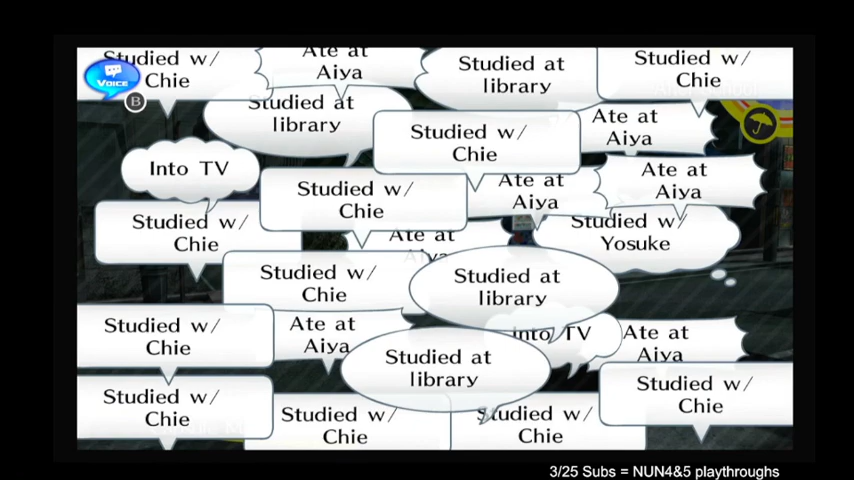 Studied w/
Chie
Ate at
Aiya
Studied at
library
Studied w/
Chie
VOICE
B
Studied at
library
Studied w/
Chie
Ate at
Aiya
Into TV
Studied w/
Chie
Ate at
Aiya
Ate at
Aiya
Studied w/
Chie
Ate at
Studied w/
Yosuke
Studied w/
Chie
Studied at
library
Studied w/
Chie
Ate at
Aiya
Into TV
Ate at
Aiya
Studied at
library
Studied w/
Chie
Studied w/
Chie
Studied w/
Chie
Studied w/
Chie
3/25 Subs = NUN4&5 playthroughs